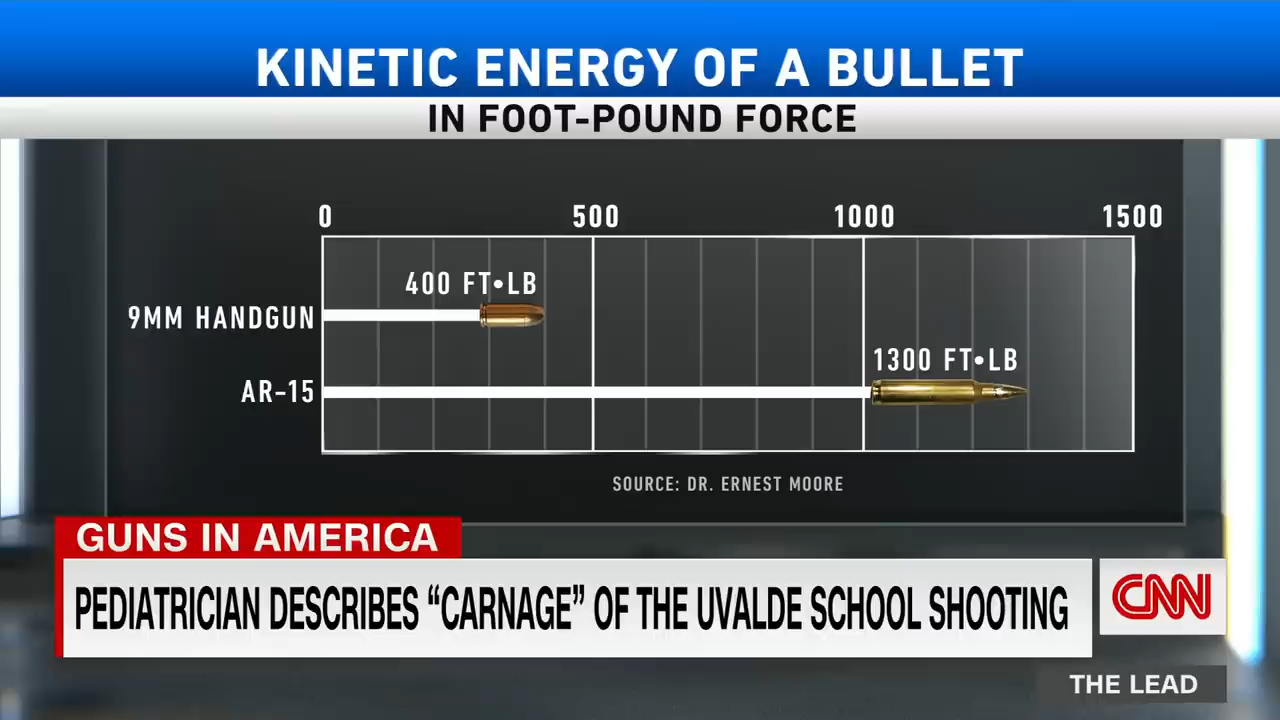 KINETIC ENERGY OF A BULLET
IN FOOT-POUND FORCE
0 500 1000 1500
400 FT•LB
9MM HANDGUN
1300 FT•LB
AR-15
SOURCE: DR. ERNEST MOORE
GUNS IN AMERICA
PEDIATRICIAN DESCRIBES “CARNAGE” OF THE UVALDE SCHOOL SHOOTING
CNN
THE LEAD